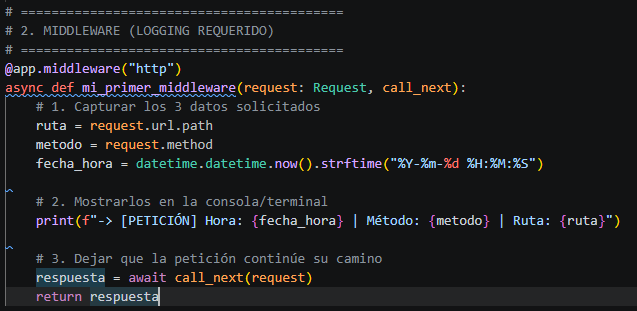 # ==========================================
# 2. MIDDLEWARE (LOGGING REQUERIDO)
# ==========================================
@app.middleware("http")
async def mi_primer_middleware(request: Request, call_next):
    # 1. Capturar los 3 datos solicitados
    ruta = request.url.path
    metodo = request.method
    fecha_hora = datetime.datetime.now().strftime("%Y-%m-%d %H:%M:%S")
    # 2. Mostrarlos en la consola/terminal
    print(f"-> [PETICIÓN] Hora: {fecha_hora} | Método: {metodo} | Ruta: {ruta}")
    # 3. Dejar que la petición continúe su camino
    respuesta = await call_next(request)
    return respuesta